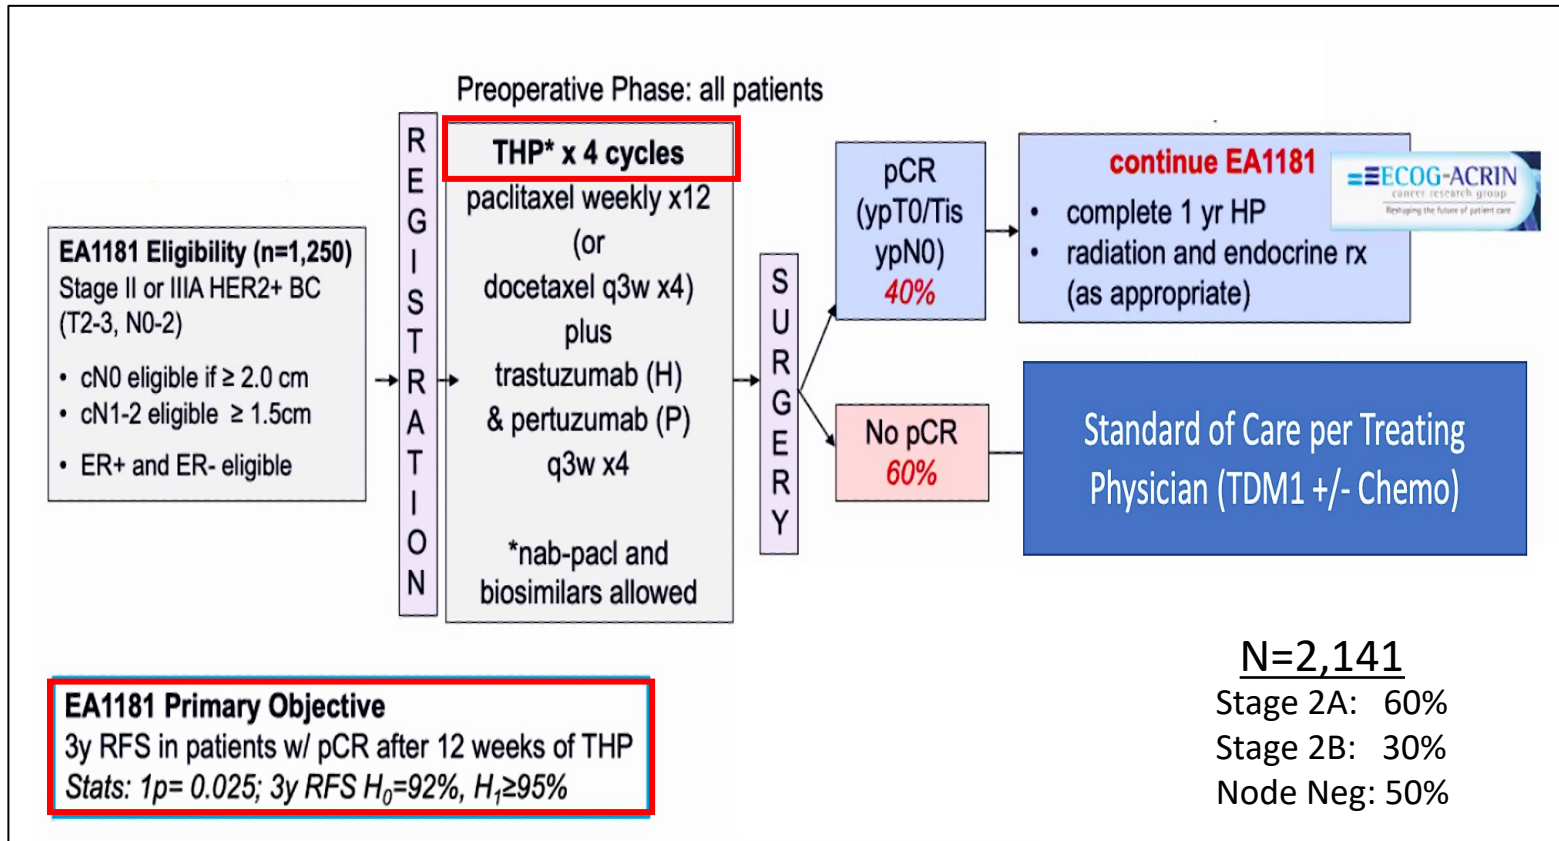 Preoperative Phase: all patients
EA1181 Eligibility (n=1,250)
Stage II or IIIA HER2+ BC
(T2-3, N0-2)
• cN0 eligible if ≥ 2.0 cm
• cN1-2 eligible ≥ 1.5cm
• ER+ and ER- eligible
REGISTRATION
THP* x 4 cycles
paclitaxel weekly x12
(or
docetaxel q3w x4)
plus
trastuzumab (H)
& pertuzumab (P)
q3w x4
*nab-pacl and
biosimilars allowed
SURGERY
pCR
(ypT0/Tis
ypN0)
40%
continue EA1181
• complete 1 yr HP
• radiation and endocrine rx
(as appropriate)
ECOG-ACRIN
cancer research group
Reshaping the future of patient care
No pCR
60%
Standard of Care per Treating
Physician (TDM1 +/- Chemo)
EA1181 Primary Objective
3y RFS in patients w/ pCR after 12 weeks of THP
Stats: 1p= 0.025; 3y RFS H₀=92%, H₁≥95%
N=2,141
Stage 2A: 60%
Stage 2B: 30%
Node Neg: 50%